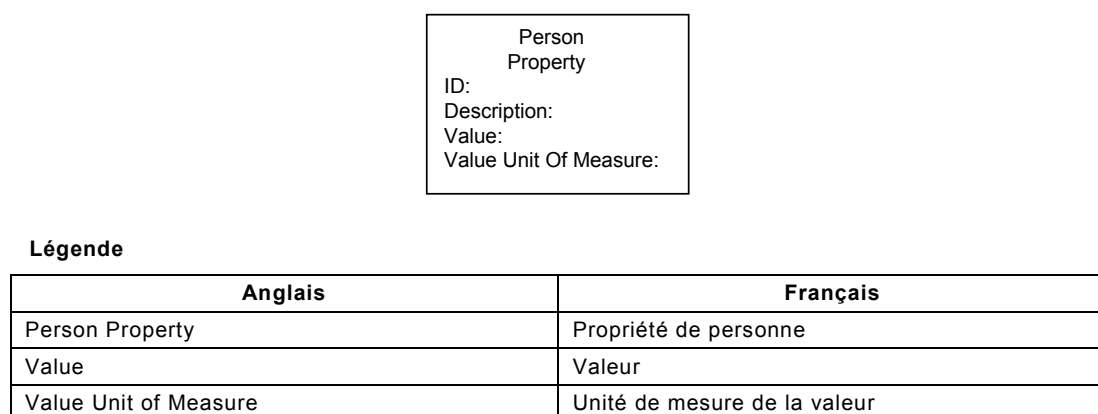 Person
Property
ID:
Description:
Value:
Value Unit Of Measure:
Légende
Anglais Français
Person Property Propriété de personne
Value Valeur
Value Unit of Measure Unité de mesure de la valeur